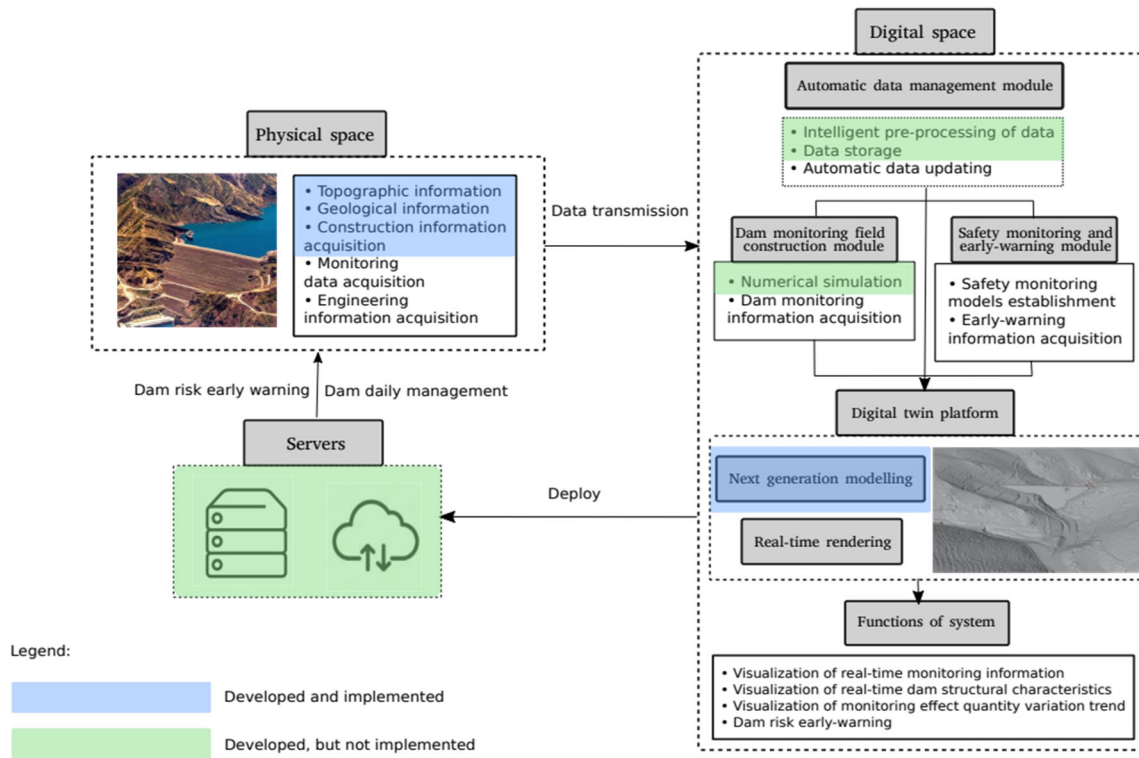 Digital space
Automatic data management module
• Intelligent pre-processing of data
• Data storage
• Automatic data updating
Physical space
• Topographic information
• Geological information
• Construction information
acquisition
• Monitoring
data acquisition
• Engineering
information acquisition
Data transmission
Dam monitoring field
construction module
• Numerical simulation
• Dam monitoring
information acquisition
Safety monitoring and
early-warning module
• Safety monitoring
models establishment
• Early-warning
information acquisition
Dam risk early warning
Dam daily management
Servers
Deploy
Digital twin platform
Next generation modelling
Real-time rendering
Functions of system
• Visualization of real-time monitoring information
• Visualization of real-time dam structural characteristics
• Visualization of monitoring effect quantity variation trend
• Dam risk early-warning
Legend:
Developed and implemented
Developed, but not implemented